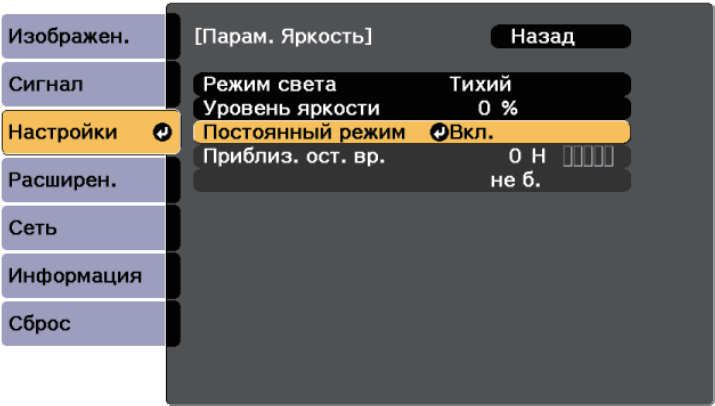 Изображен.
Сигнал
Настройки
Расширен.
Сеть
Информация
Сброс
[Парам. Яркость] Назад
Режим света Тихий
Уровень яркости 0 %
Постоянный режим Вкл.
Приблиз. ост. вр. 0 H
не б.